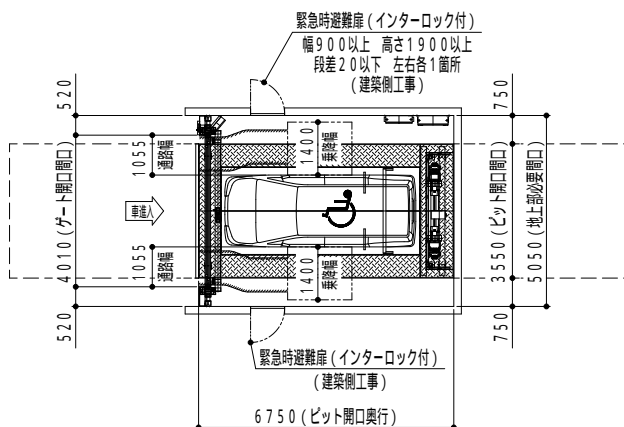 緊急時避難扉(インターロック付)
幅900以上 高さ1900以上
段差20以下 左右各1箇所
(建築側工事)
520
4010(ゲート開口間口)
520
1055
通路幅
1055
通路幅
車進入
1400
乗降幅
1400
乗降幅
750
3550(ピット開口間口)
750
5050(地上部必要間口)
緊急時避難扉(インターロック付)
(建築側工事)
6750(ピット開口奥行)